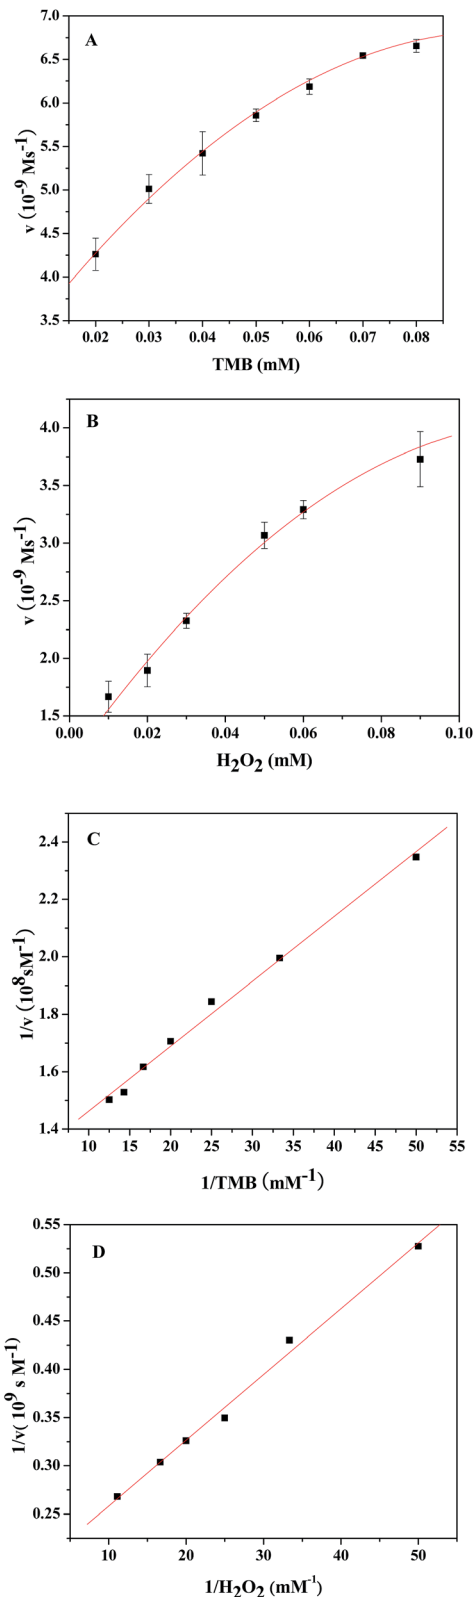 A
7.0
6.5
6.0
5.5
5.0
4.5
4.0
3.5
v (10⁻⁹ Ms⁻¹)
0.02 0.03 0.04 0.05 0.06 0.07 0.08
TMB (mM)
B
4.0
3.5
3.0
2.5
2.0
1.5
v (10⁻⁹ Ms⁻¹)
0.00 0.02 0.04 0.06 0.08 0.10
H₂O₂ (mM)
C
2.4
2.2
2.0
1.8
1.6
1.4
1/v (10⁸sM⁻¹)
10 15 20 25 30 35 40 45 50 55
1/TMB (mM⁻¹)
D
0.55
0.50
0.45
0.40
0.35
0.30
0.25
1/v( 10⁹ s M⁻¹)
10 20 30 40 50
1/H₂O₂ (mM⁻¹)